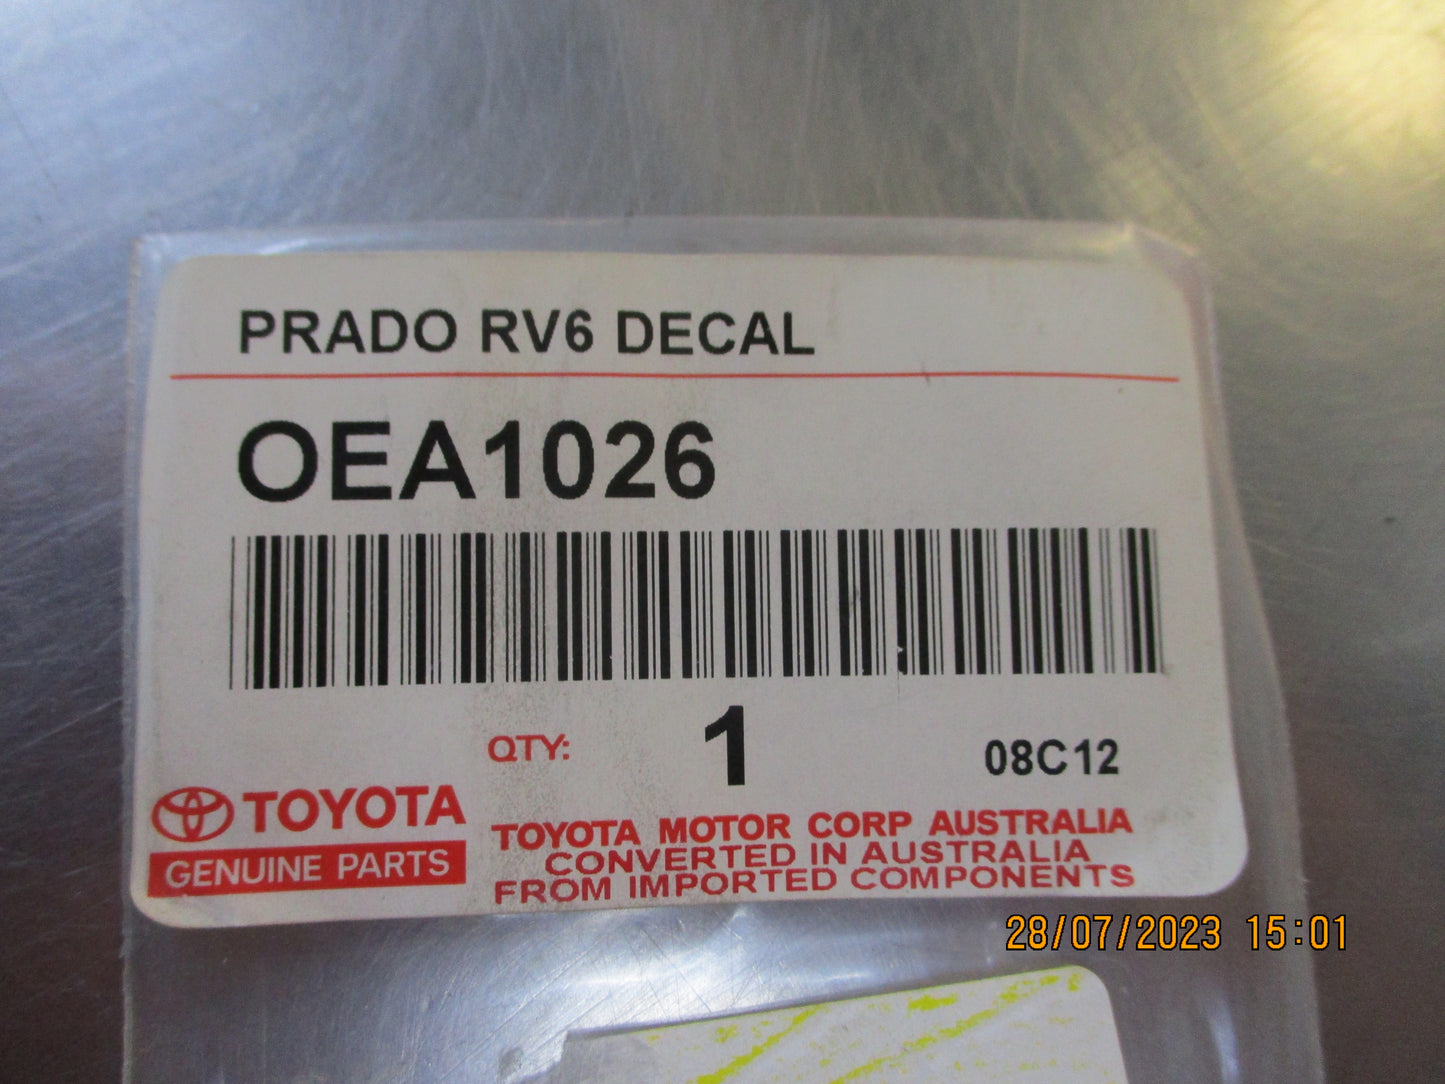 PRADO RV6 DECAL
OEA1026
QTY: 1 08C12
TOYOTA
GENUINE PARTS
TOYOTA MOTOR CORP AUSTRALIA
CONVERTED IN AUSTRALIA
FROM IMPORTED COMPONENTS
28/07/2023 15:01